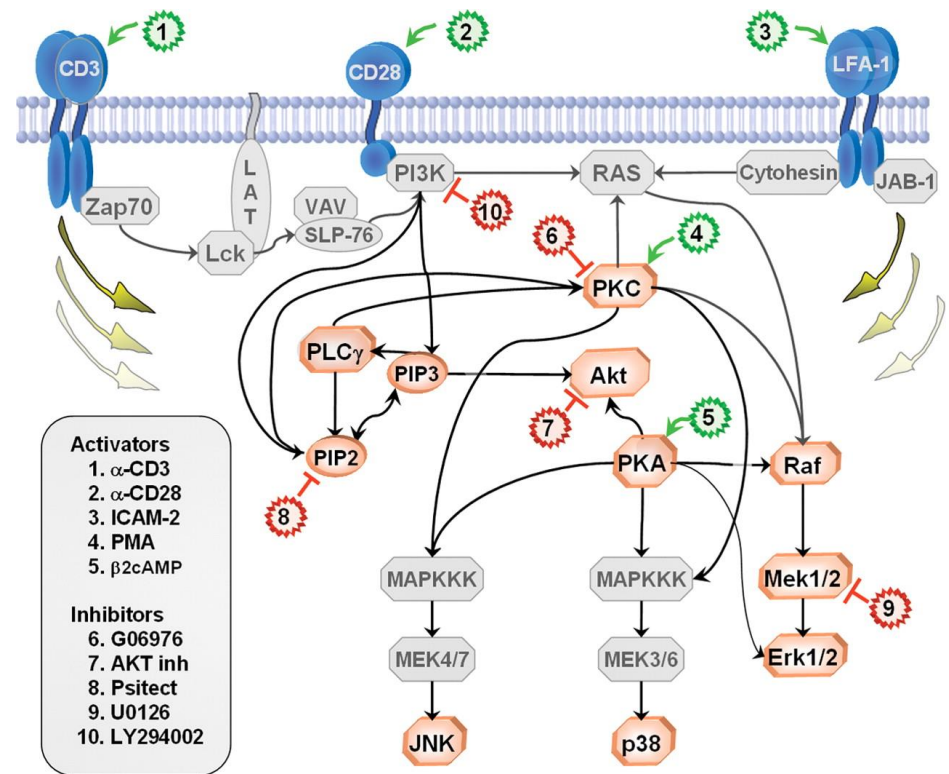 1
2
3
CD3
CD28
LFA-1
LAT
PI3K
RAS
Cytohesin
JAB-1
Zap70
VAV
SLP-76
Lck
10
6
4
PKC
PLCγ
PIP3
Akt
7
5
PIP2
PKA
Raf
8
MAPKKK
MAPKKK
Mek1/2
9
MEK4/7
MEK3/6
Erk1/2
JNK
p38
Activators
1. α-CD3
2. α-CD28
3. ICAM-2
4. PMA
5. β2cAMP
Inhibitors
6. G06976
7. AKT inh
8. Psitect
9. U0126
10. LY294002